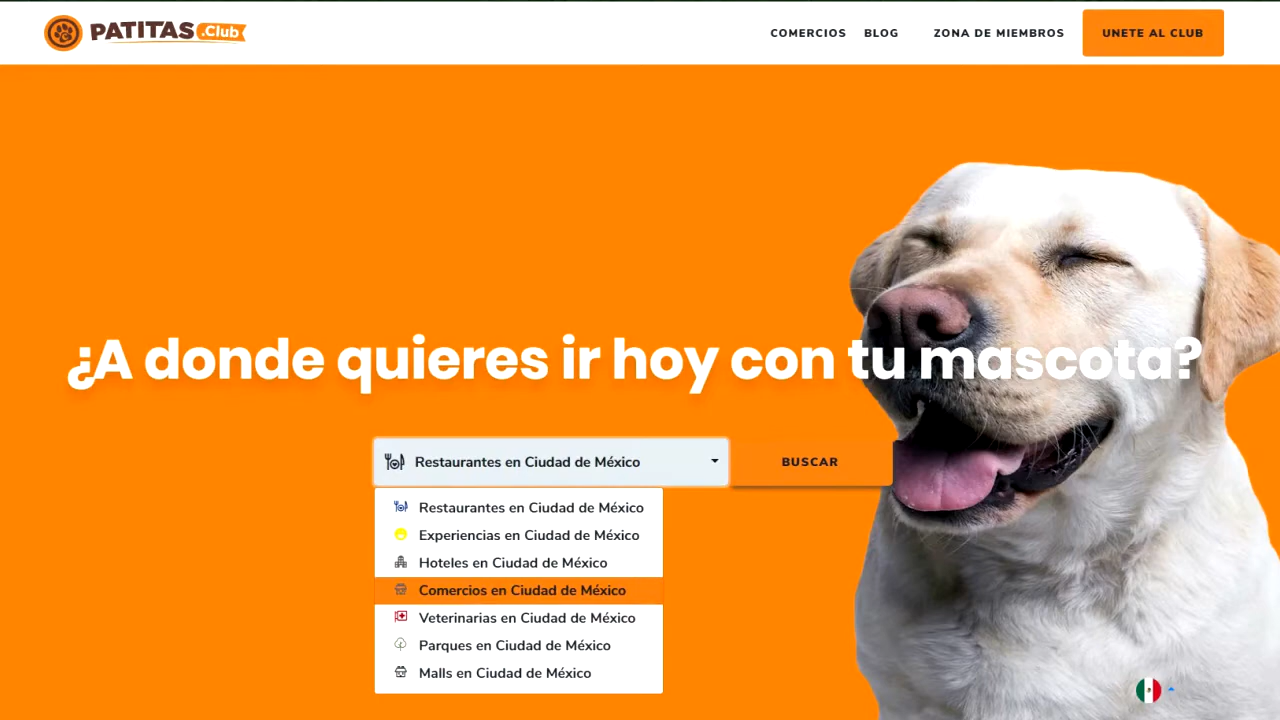 PATITAS .Club
COMERCIOS BLOG ZONA DE MIEMBROS UNETE AL CLUB
¿A donde quieres ir hoy con tu mascota?
Restaurantes en Ciudad de México BUSCAR
Restaurantes en Ciudad de México
Experiencias en Ciudad de México
Hoteles en Ciudad de México
Comercios en Ciudad de México
Veterinarias en Ciudad de México
Parques en Ciudad de México
Malls en Ciudad de México